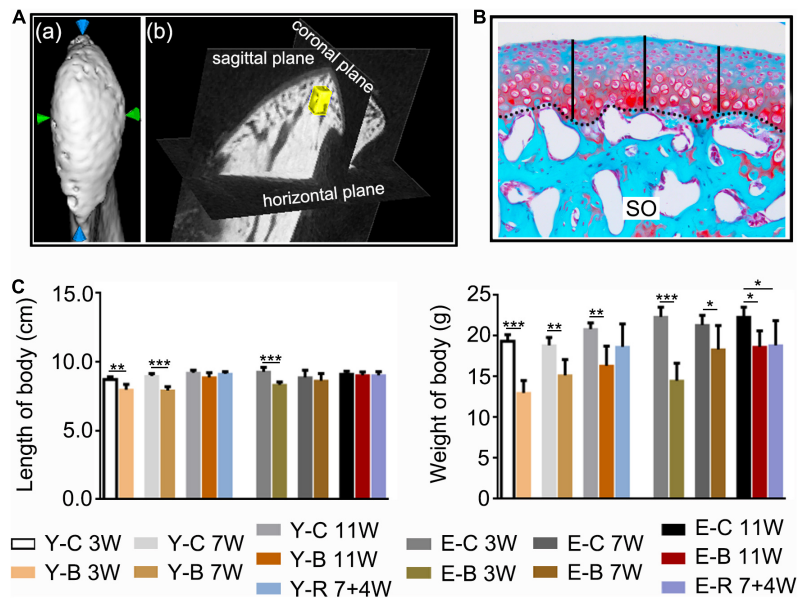 A
(a)
(b)
sagittal plane
coronal plane
horizontal plane
B
SO
C
Length of body (cm)
15.0
10.0
5.0
0.0
** *** ***
Weight of body (g)
25
20
15
10
5
0
*** ** ** *** * * *
Y-C 3W Y-C 7W Y-C 11W
Y-B 3W Y-B 7W Y-B 11W
Y-R 7+4W
E-C 3W E-C 7W E-C 11W
E-B 3W E-B 7W E-B 11W
E-R 7+4W